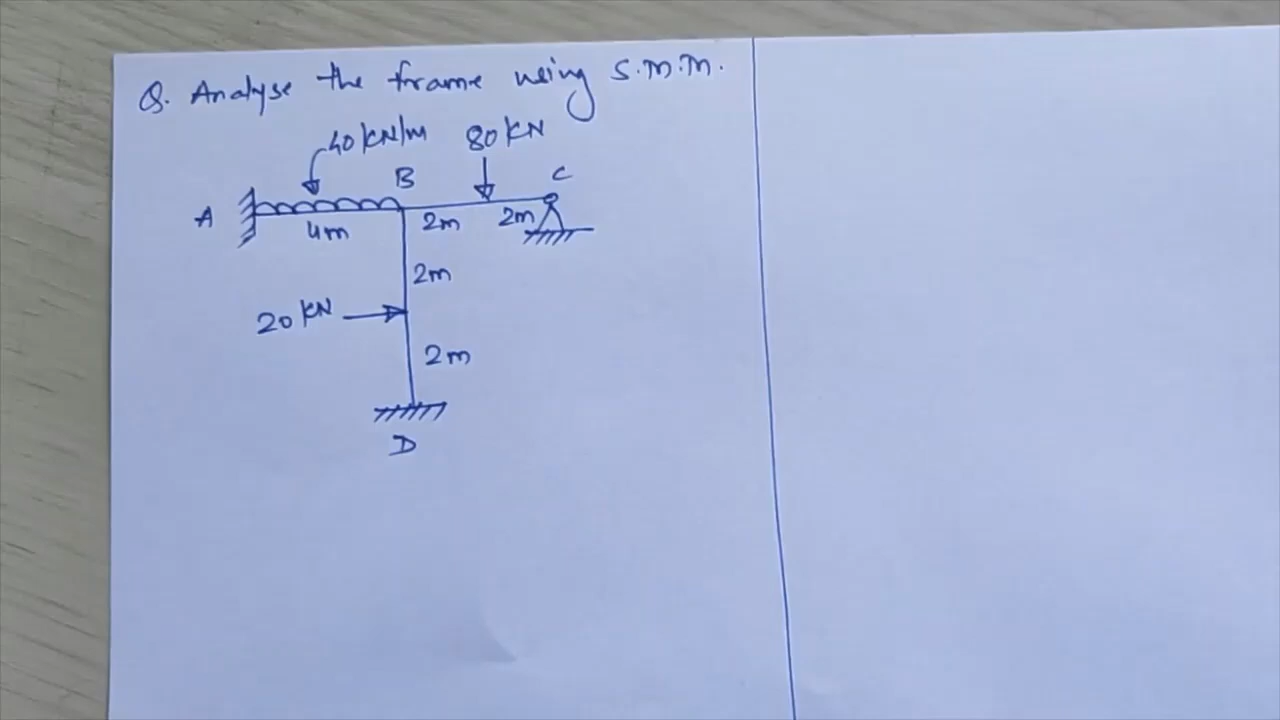 Q. Analyse the frame using S.M.M.
40 KN/m 80 KN
A B C
4m 2m 2m
2m
20 KN
2m
D